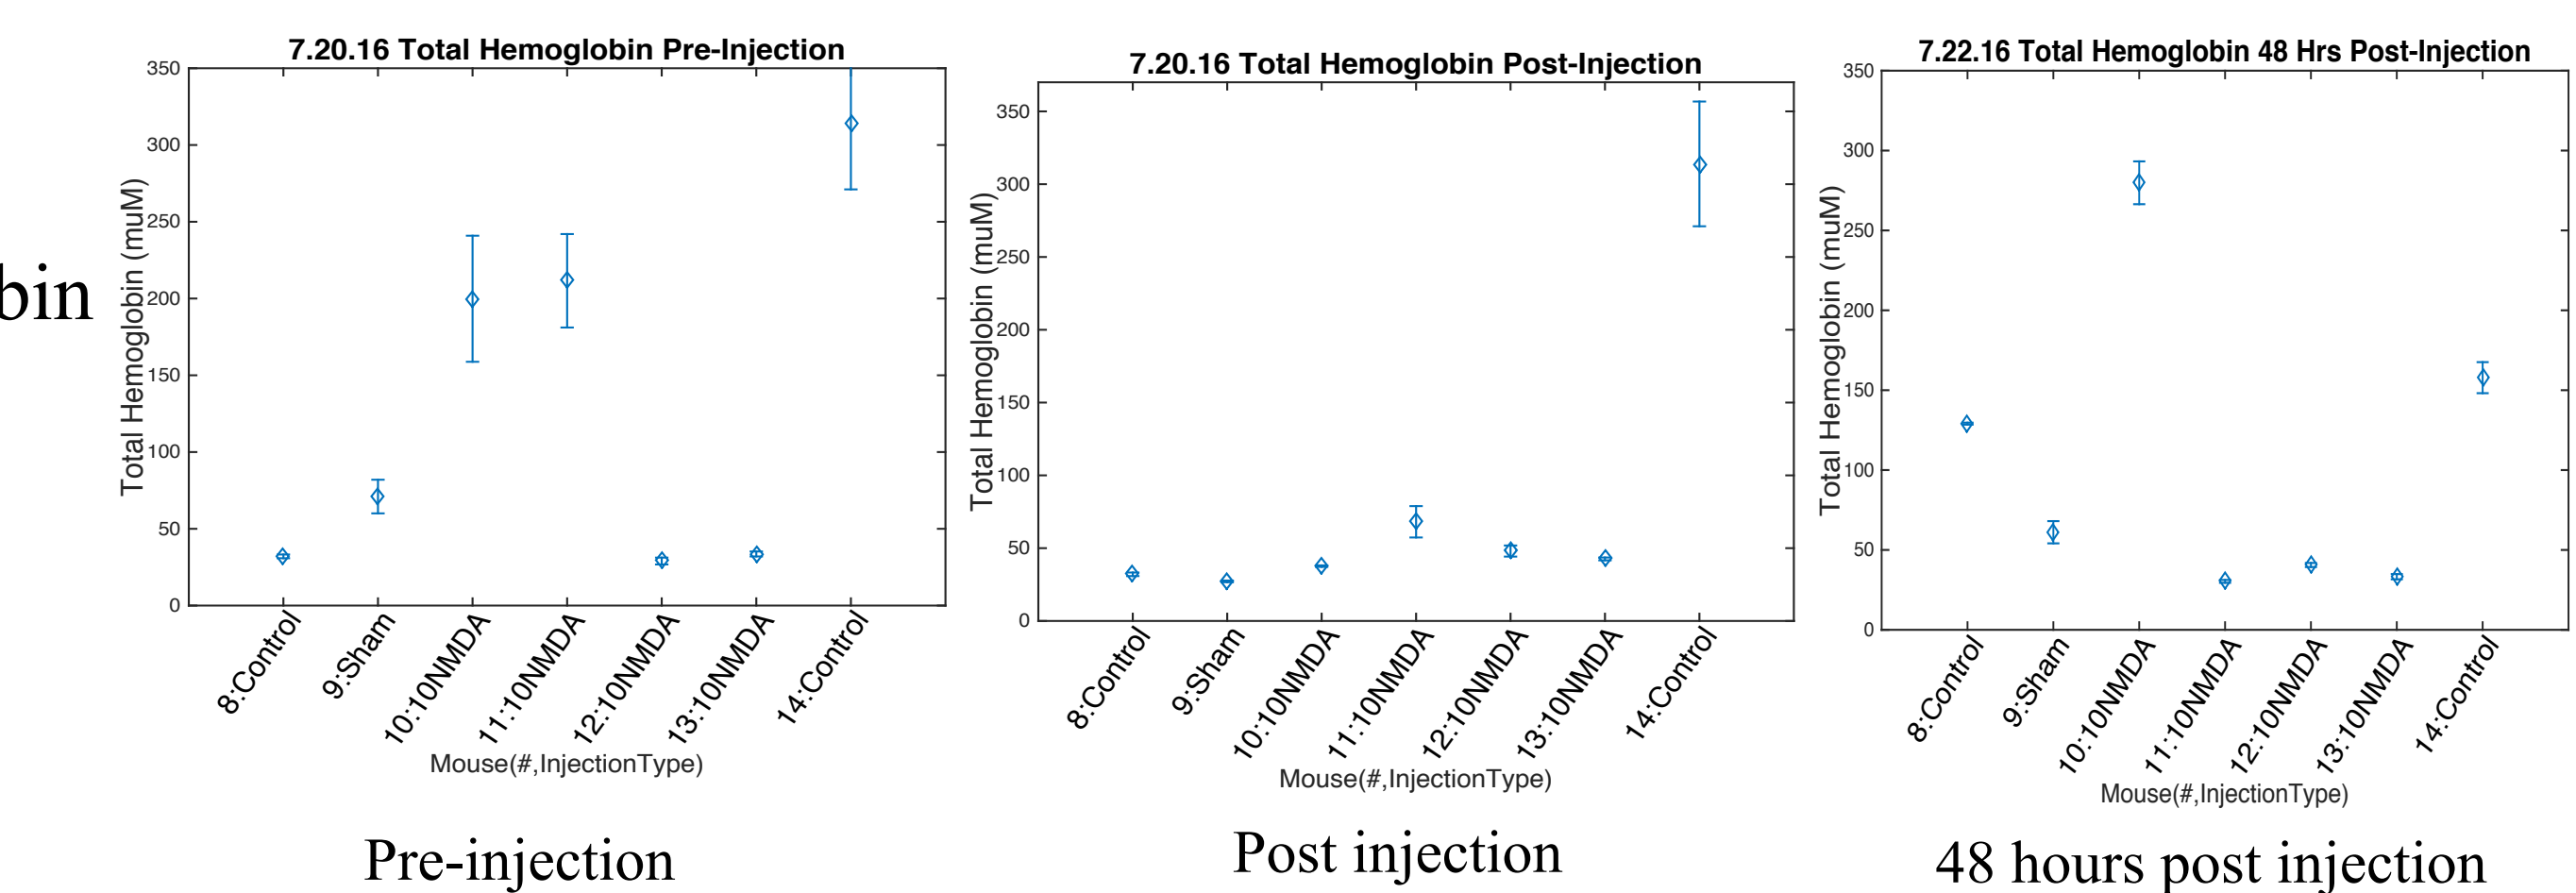 bin
7.20.16 Total Hemoglobin Pre-Injection
Total Hemoglobin (muM)
350
300
250
200
150
100
50
0
8:Control
9:Sham
10:10NMDA
11:10NMDA
12:10NMDA
13:10NMDA
14:Control
Mouse(#,InjectionType)
Pre-injection
7.20.16 Total Hemoglobin Post-Injection
Total Hemoglobin (muM)
350
300
250
200
150
100
50
0
8:Control
9:Sham
10:10NMDA
11:10NMDA
12:10NMDA
13:10NMDA
14:Control
Mouse(#,InjectionType)
Post injection
7.22.16 Total Hemoglobin 48 Hrs Post-Injection
Total Hemoglobin (muM)
350
300
250
200
150
100
50
0
8:Control
9:Sham
10:10NMDA
11:10NMDA
12:10NMDA
13:10NMDA
14:Control
Mouse(#,InjectionType)
48 hours post injection